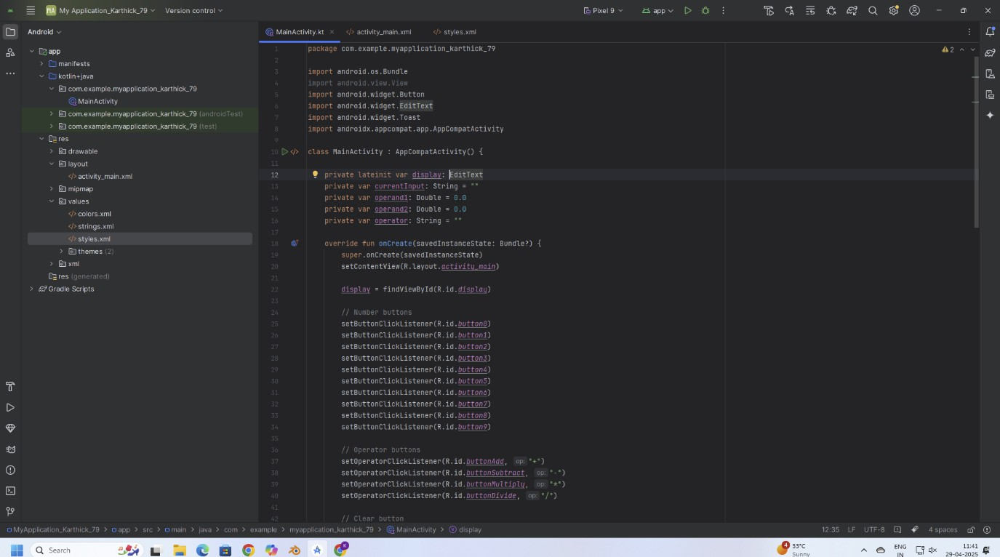 MA My Application_Karthick_79 Version control Pixel 9 app
Android
MainActivity.kt activity_main.xml styles.xml
app
manifests
kotlin+java
com.example.myapplication_karthick_79
MainActivity
com.example.myapplication_karthick_79 (androidTest)
com.example.myapplication_karthick_79 (test)
res
drawable
layout
activity_main.xml
mipmap
values
colors.xml
strings.xml
styles.xml
themes (2)
xml
res (generated)
Gradle Scripts
2
1 package com.example.myapplication_karthick_79
2
3 import android.os.Bundle
4 import android.view.View
5 import android.widget.Button
6 import android.widget.EditText
7 import android.widget.Toast
8 import androidx.appcompat.app.AppCompatActivity
9
10 class MainActivity : AppCompatActivity() {
11
12 private lateinit var display: EditText
13 private var currentInput: String = ""
14 private var operand1: Double = 0.0
15 private var operand2: Double = 0.0
16 private var operator: String = ""
17
18 override fun onCreate(savedInstanceState: Bundle?) {
19 super.onCreate(savedInstanceState)
20 setContentView(R.layout.activity_main)
21
22 display = findViewById(R.id.display)
23
24 // Number buttons
25 setButtonClickListener(R.id.button0)
26 setButtonClickListener(R.id.button1)
27 setButtonClickListener(R.id.button2)
28 setButtonClickListener(R.id.button3)
29 setButtonClickListener(R.id.button4)
30 setButtonClickListener(R.id.button5)
31 setButtonClickListener(R.id.button6)
32 setButtonClickListener(R.id.button7)
33 setButtonClickListener(R.id.button8)
34 setButtonClickListener(R.id.button9)
35
36 // Operator buttons
37 setOperatorClickListener(R.id.buttonAdd, op: "+")
38 setOperatorClickListener(R.id.buttonSubtract, op: "-")
39 setOperatorClickListener(R.id.buttonMultiply, op: "*")
40 setOperatorClickListener(R.id.buttonDivide, op: "/")
41
42 // Clear button
MyApplication_Karthick_79 > app > src > main > java > com > example > myapplication_karthick_79 > MainActivity > display 12:35 LF UTF-8 4 spaces
Search
4 33°C
Sunny
ENG
IN
11:41
29-04-2025